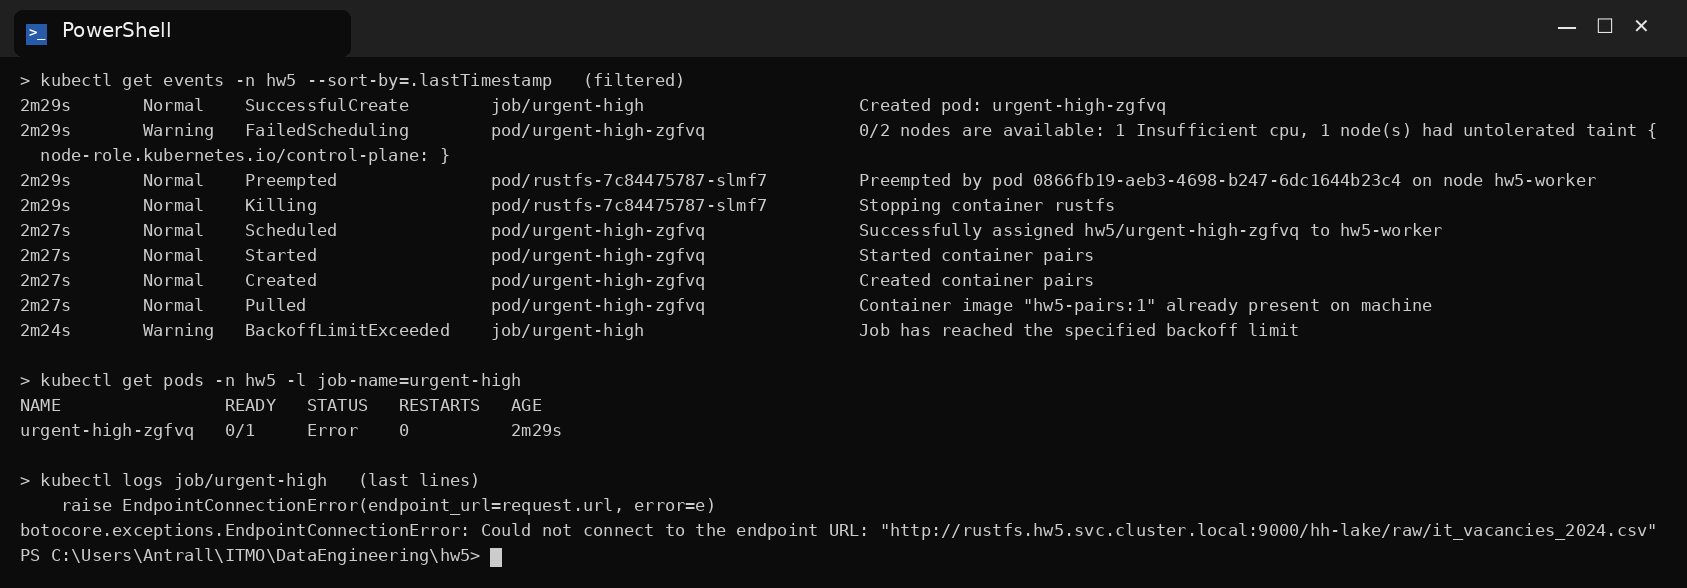 >_ PowerShell
> kubectl get events -n hw5 --sort-by=.lastTimestamp   (filtered)
2m29s       Normal    SuccessfulCreate        job/urgent-high                     Created pod: urgent-high-zgfvq
2m29s       Warning   FailedScheduling        pod/urgent-high-zgfvq               0/2 nodes are available: 1 Insufficient cpu, 1 node(s) had untolerated taint {
  node-role.kubernetes.io/control-plane: }
2m29s       Normal    Preempted               pod/rustfs-7c84475787-slmf7         Preempted by pod 0866fb19-aeb3-4698-b247-6dc1644b23c4 on node hw5-worker
2m29s       Normal    Killing                 pod/rustfs-7c84475787-slmf7         Stopping container rustfs
2m27s       Normal    Scheduled               pod/urgent-high-zgfvq               Successfully assigned hw5/urgent-high-zgfvq to hw5-worker
2m27s       Normal    Started                 pod/urgent-high-zgfvq               Started container pairs
2m27s       Normal    Created                 pod/urgent-high-zgfvq               Created container pairs
2m27s       Normal    Pulled                  pod/urgent-high-zgfvq               Container image "hw5-pairs:1" already present on machine
2m24s       Warning   BackoffLimitExceeded    job/urgent-high                     Job has reached the specified backoff limit
> kubectl get pods -n hw5 -l job-name=urgent-high
NAME                READY   STATUS   RESTARTS   AGE
urgent-high-zgfvq   0/1     Error    0          2m29s
> kubectl logs job/urgent-high   (last lines)
    raise EndpointConnectionError(endpoint_url=request.url, error=e)
botocore.exceptions.EndpointConnectionError: Could not connect to the endpoint URL: "http://rustfs.hw5.svc.cluster.local:9000/hh-lake/raw/it_vacancies_2024.csv"
PS C:\Users\Antrall\ITMO\DataEngineering\hw5>